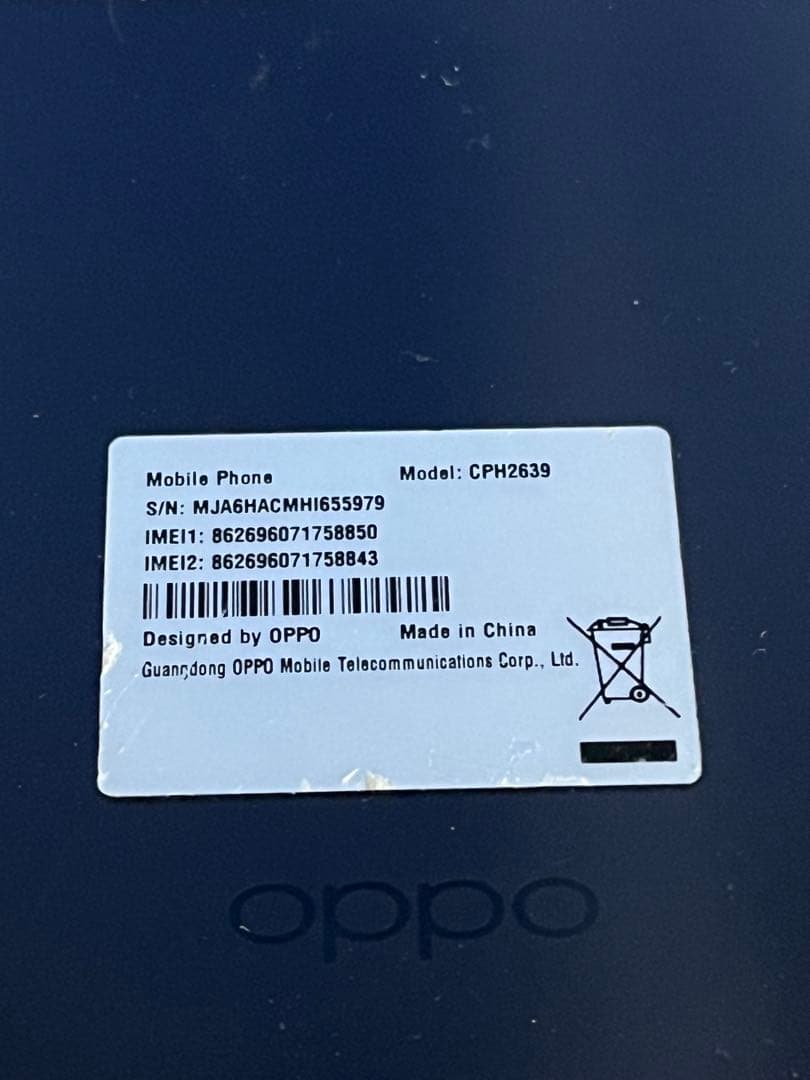 Mobile Phone Model: CPH2639
S/N: MJA6HACMHI655979
IMEI1: 862696071758850
IMEI2: 862696071758843
Designed by OPPO Made in China
Guangdong OPPO Mobile Telecommunications Corp., Ltd.
oppo